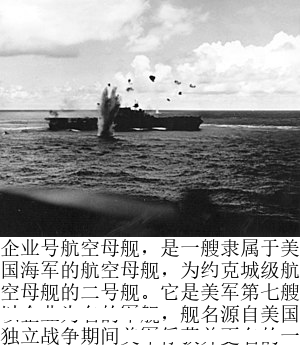 企业号航空母舰，是一艘隶属于美
国海军的航空母舰，为约克城级航
空母舰的二号舰。它是美军第七艘
，舰名源自美国
独立战争期间